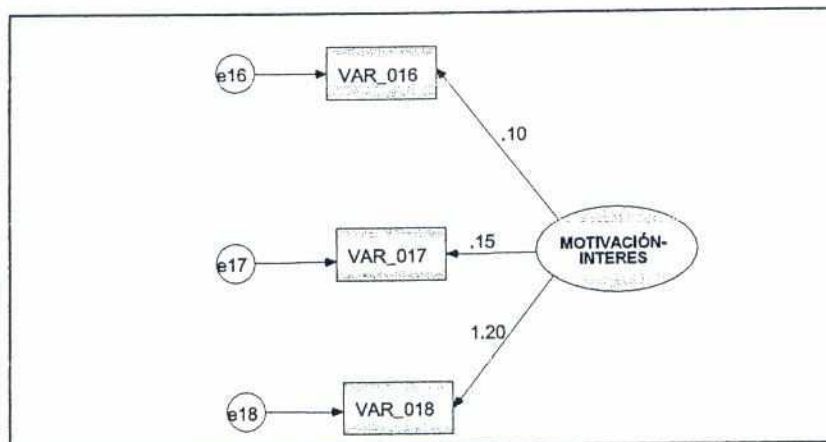 e16
VAR_016
.10
e17
VAR_017
.15
MOTIVACIÓN-
INTERES
1.20
e18
VAR_018